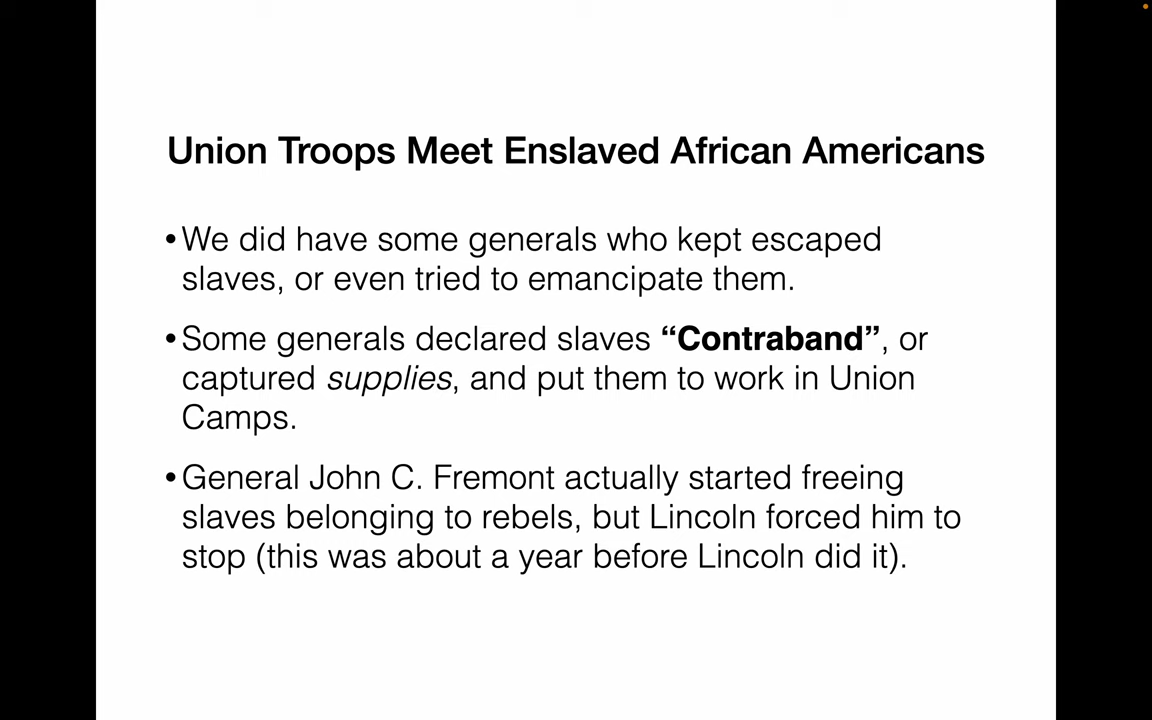 Union Troops Meet Enslaved African Americans
•We did have some generals who kept escaped
slaves, or even tried to emancipate them.
•Some generals declared slaves “Contraband”, or
captured supplies, and put them to work in Union
Camps.
•General John C. Fremont actually started freeing
slaves belonging to rebels, but Lincoln forced him to
stop (this was about a year before Lincoln did it).